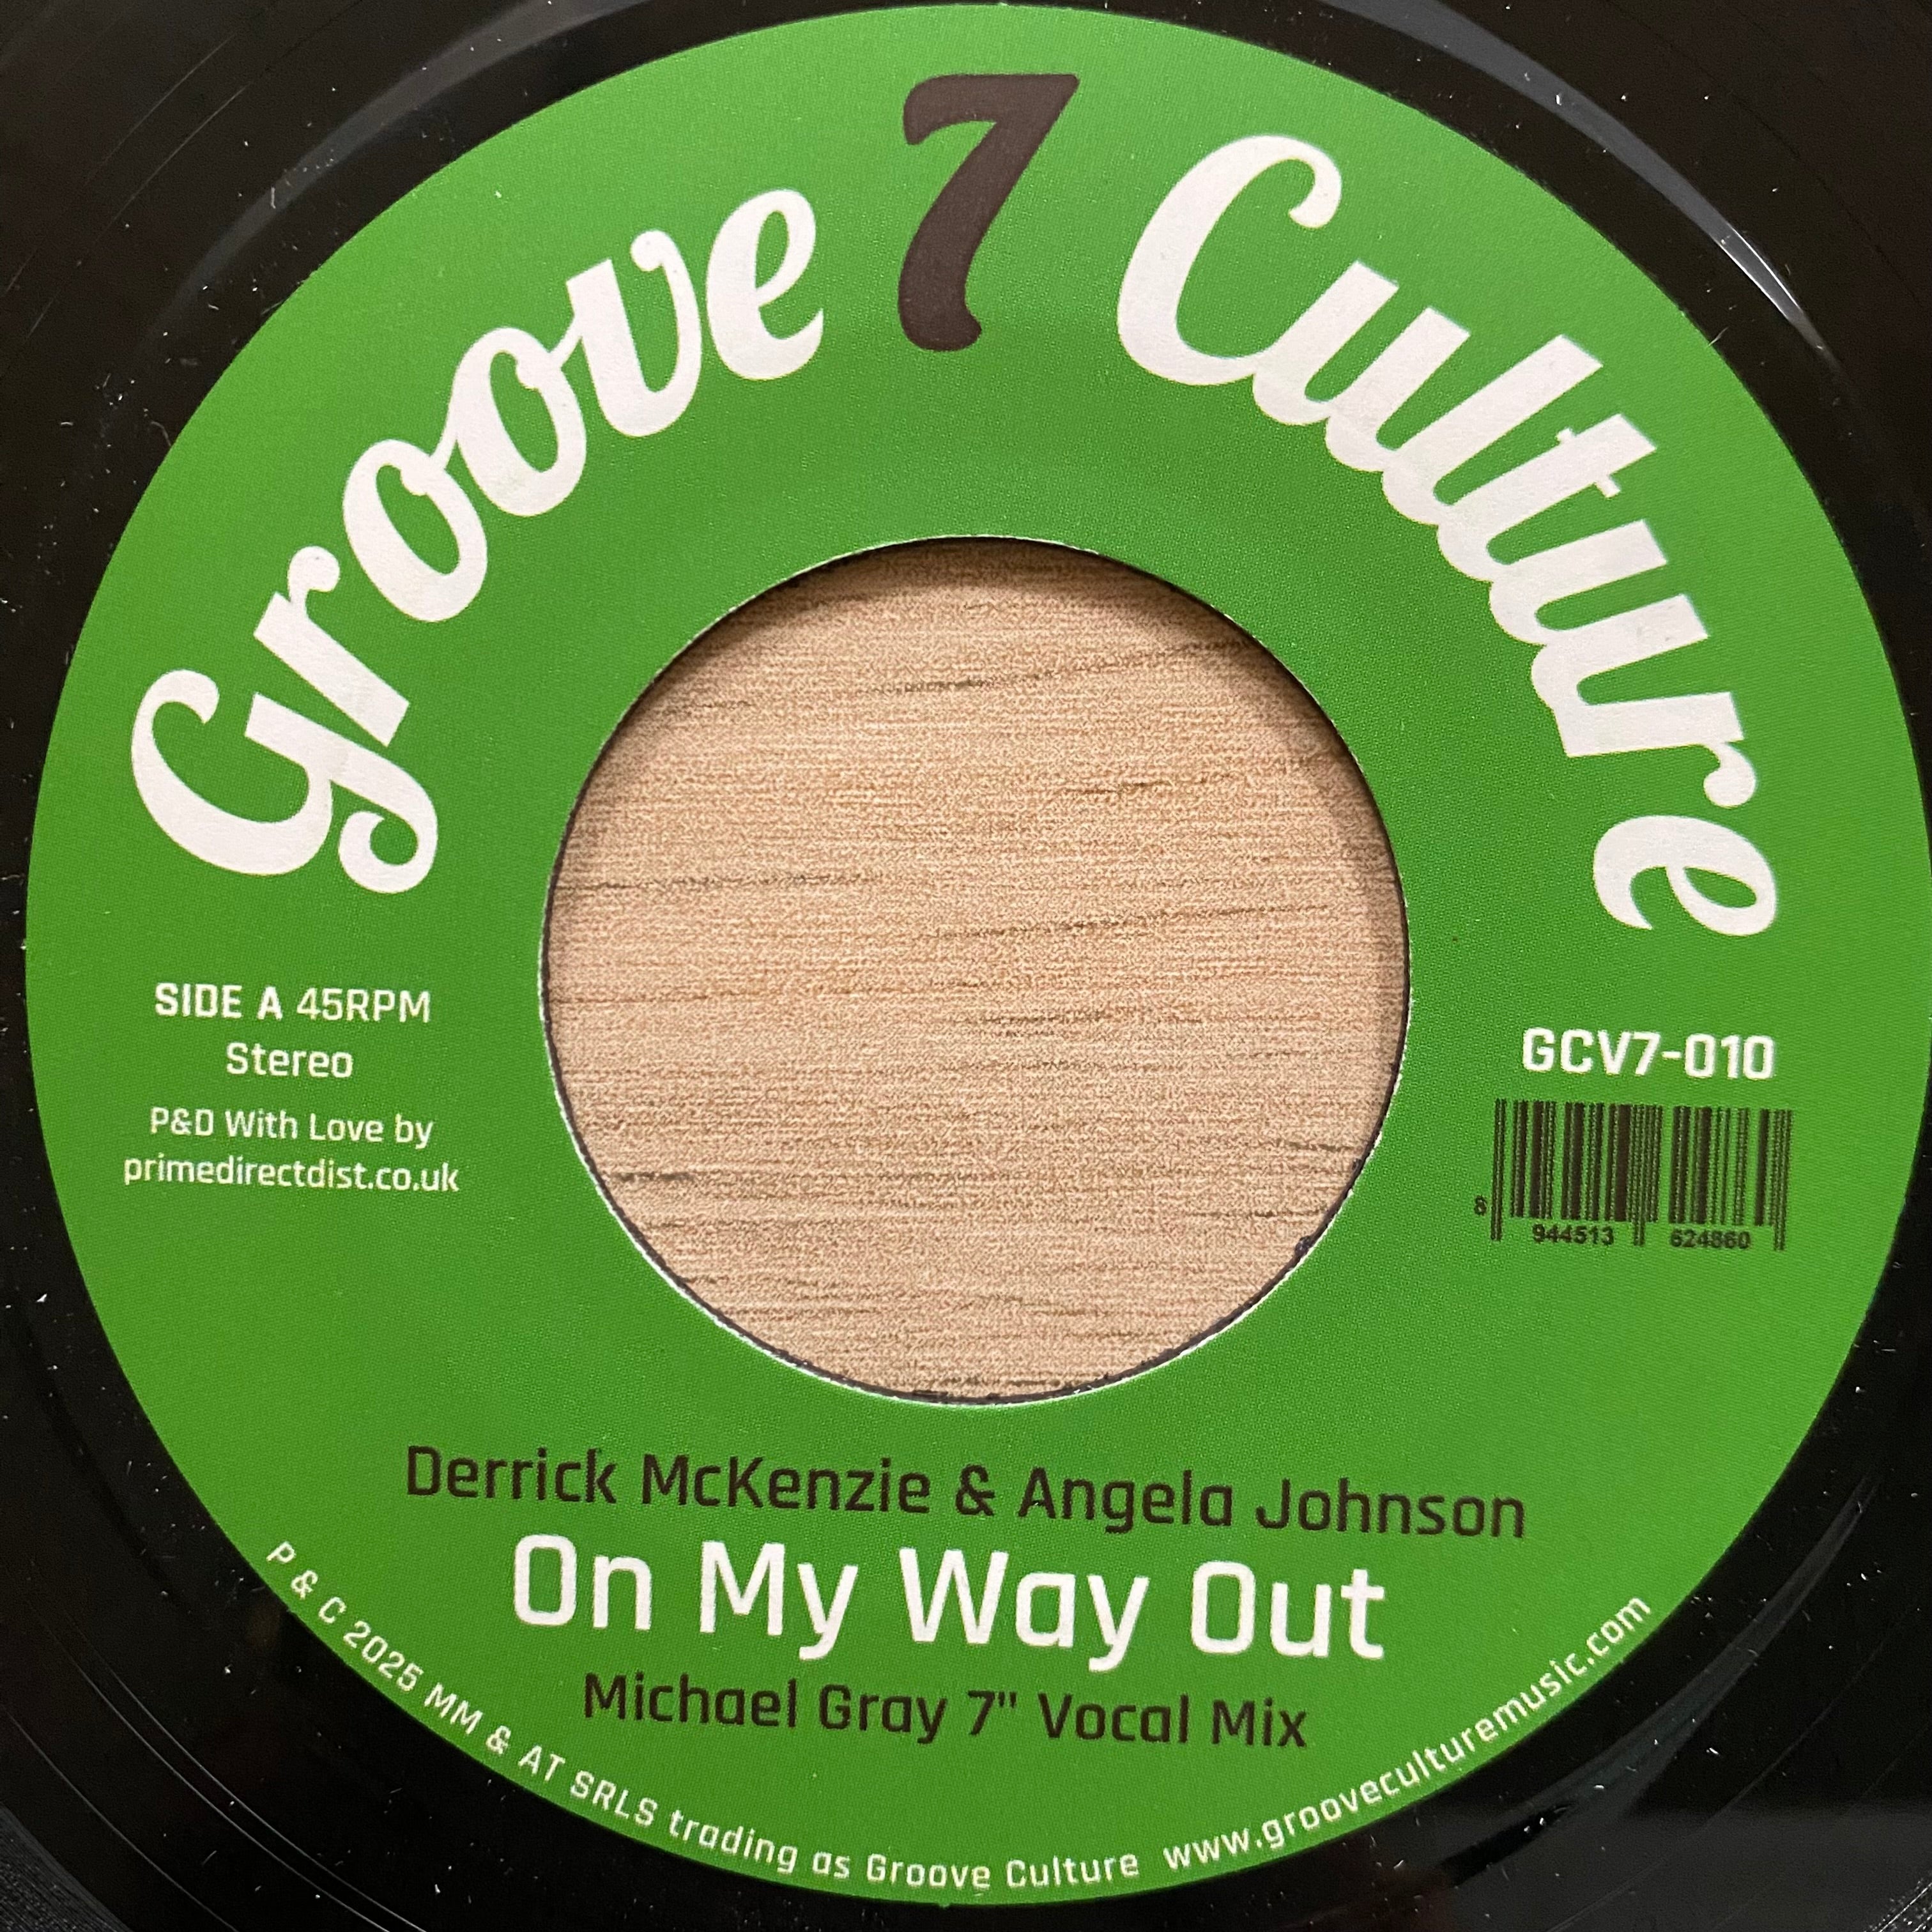 Groove 7 Culture
SIDE A 45RPM
Stereo
P&D With Love by
primedirectdist.co.uk
GCV7-010
8 944513 624860
Derrick McKenzie & Angela Johnson
On My Way Out
Michael Gray 7" Vocal Mix
P & C 2025 MM & AT SRLS trading as Groove Culture www.grooveculturemusic.com